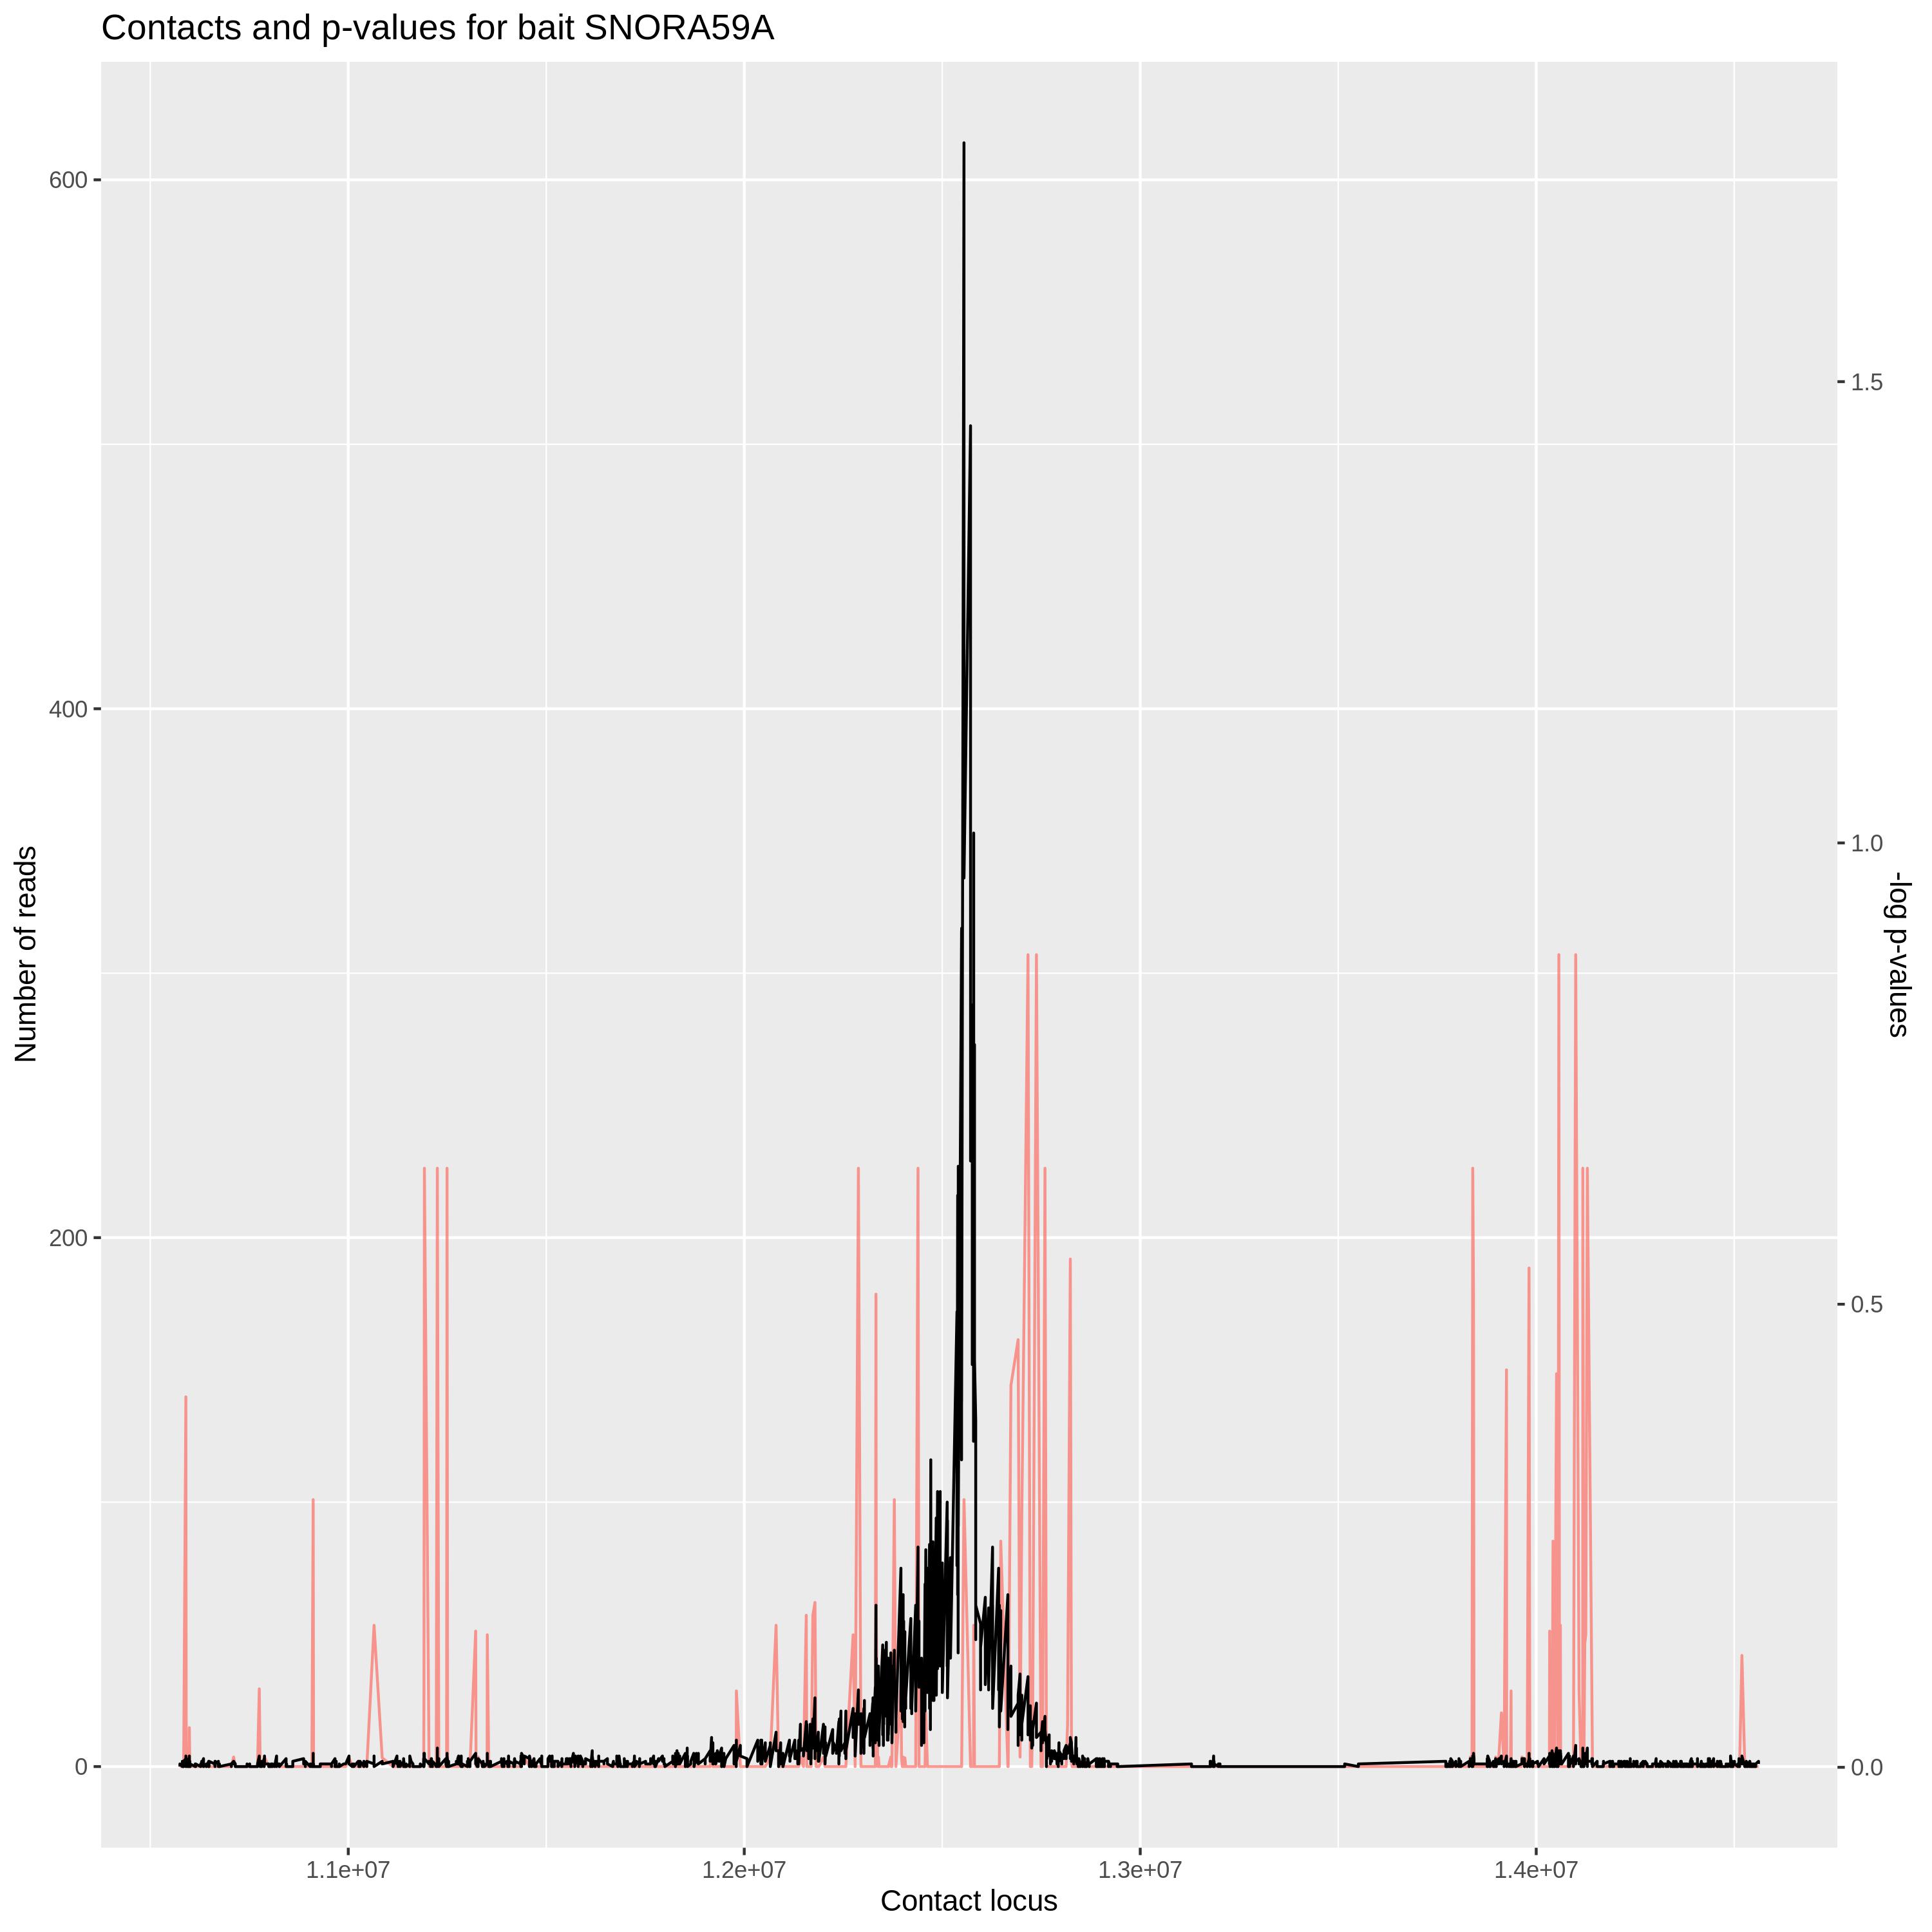 Contacts and p-values for bait SNORA59A
600
400
200
0
Number of reads
1.5
1.0
0.5
0.0
-log p-values
1.1e+07 1.2e+07 1.3e+07 1.4e+07
Contact locus